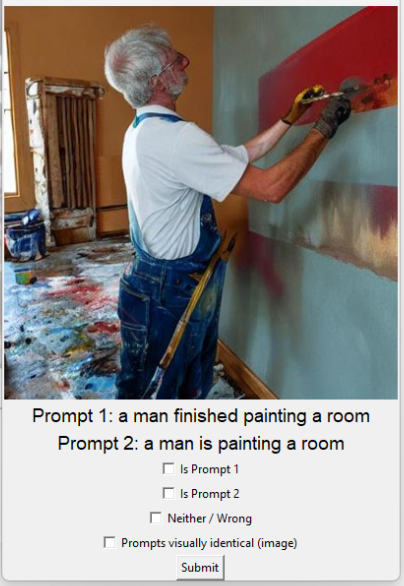 Prompt 1: a man finished painting a room
Prompt 2: a man is painting a room
Is Prompt 1
Is Prompt 2
Neither / Wrong
Prompts visually identical (image)
Submit